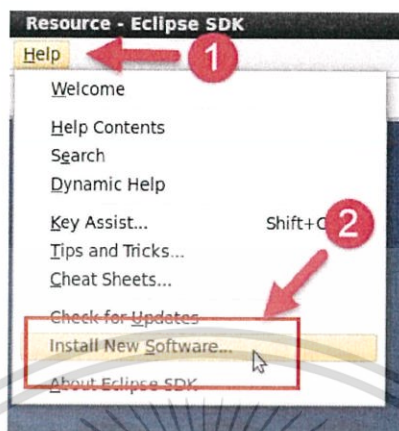 Resource - Eclipse SDK
Help
1
Welcome
Help Contents
Search
Dynamic Help
Key Assist...
2
Tips and Tricks...
Cheat Sheets...
Check for Updates
Install New Software...
About Eclipse SDK